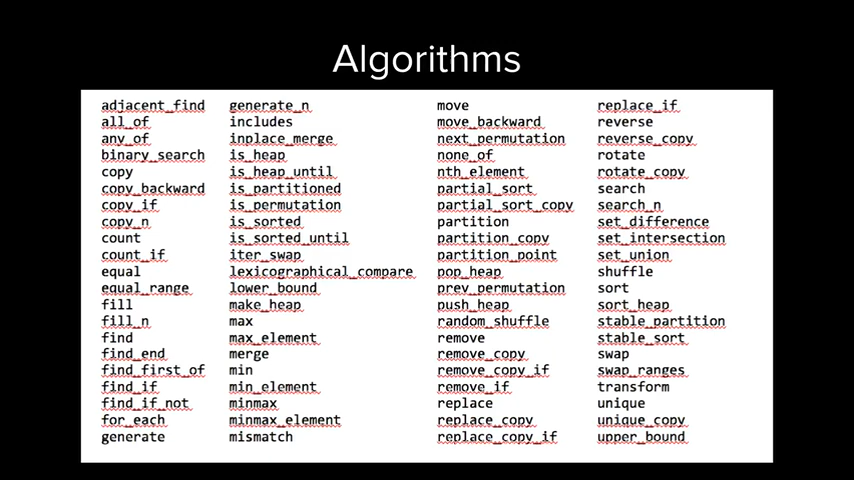 Algorithms
adjacent_find
all_of
any_of
binary_search
copy
copy_backward
copy_if
copy_n
count
count_if
equal
equal_range
fill
fill_n
find
find_end
find_first_of
find_if
find_if_not
for_each
generate
generate_n
includes
inplace_merge
is_heap
is_heap_until
is_partitioned
is_permutation
is_sorted
is_sorted_until
iter_swap
lexicographical_compare
lower_bound
make_heap
max
max_element
merge
min
min_element
minmax
minmax_element
mismatch
move
move_backward
next_permutation
none_of
nth_element
partial_sort
partial_sort_copy
partition
partition_copy
partition_point
pop_heap
prev_permutation
push_heap
random_shuffle
remove
remove_copy
remove_copy_if
remove_if
replace
replace_copy
replace_copy_if
replace_if
reverse
reverse_copy
rotate
rotate_copy
search
search_n
set_difference
set_intersection
set_union
shuffle
sort
sort_heap
stable_partition
stable_sort
swap
swap_ranges
transform
unique
unique_copy
upper_bound